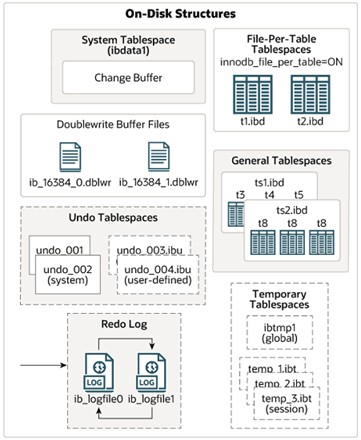 On-Disk Structures
System Tablespace
(ibdata1)
Change Buffer
File-Per-Table
Tablespaces
innodb_file_per_table=ON
t1.ibd t2.ibd
Doublewrite Buffer Files
ib_16384_0.dblwr ib_16384_1.dblwr
General Tablespaces
ts1.ibd
t3 t4 t5
ts2.ibd
t8 t8 t8
Undo Tablespaces
undo_001
undo_002
(system)
undo_003.ibu
undo_004.ibu
(user-defined)
Redo Log
LOG LOG
ib_logfile0 ib_logfile1
Temporary
Tablespaces
ibtmp1
(global)
temp_1.ibt
temp_2.ibt
temp_3.ibt
(session)